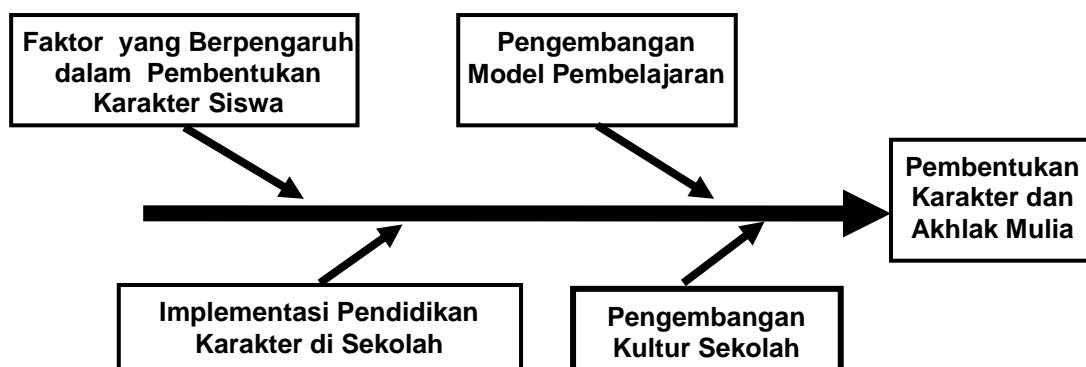 Faktor yang Berpengaruh
dalam Pembentukan
Karakter Siswa
Pengembangan
Model Pembelajaran
Pembentukan
Karakter dan
Akhlak Mulia
Implementasi Pendidikan
Karakter di Sekolah
Pengembangan
Kultur Sekolah